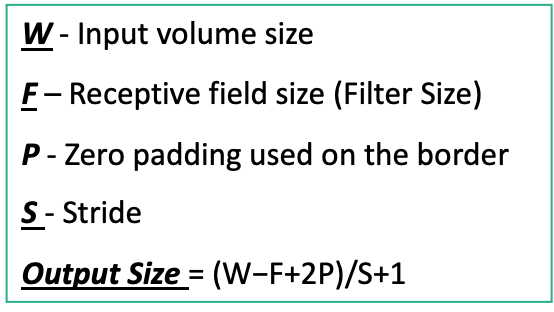 W - Input volume size
F – Receptive field size (Filter Size)
P - Zero padding used on the border
S - Stride
Output Size = (W−F+2P)/S+1